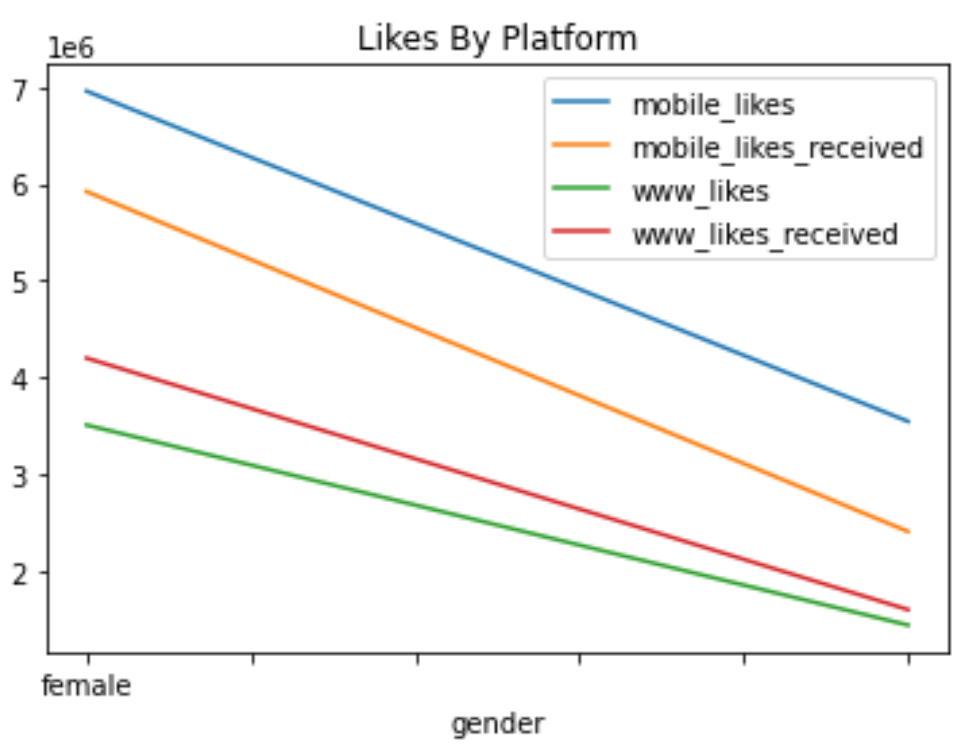 Likes By Platform
1e6
7
6
5
4
3
2
mobile_likes
mobile_likes_received
www_likes
www_likes_received
female
gender